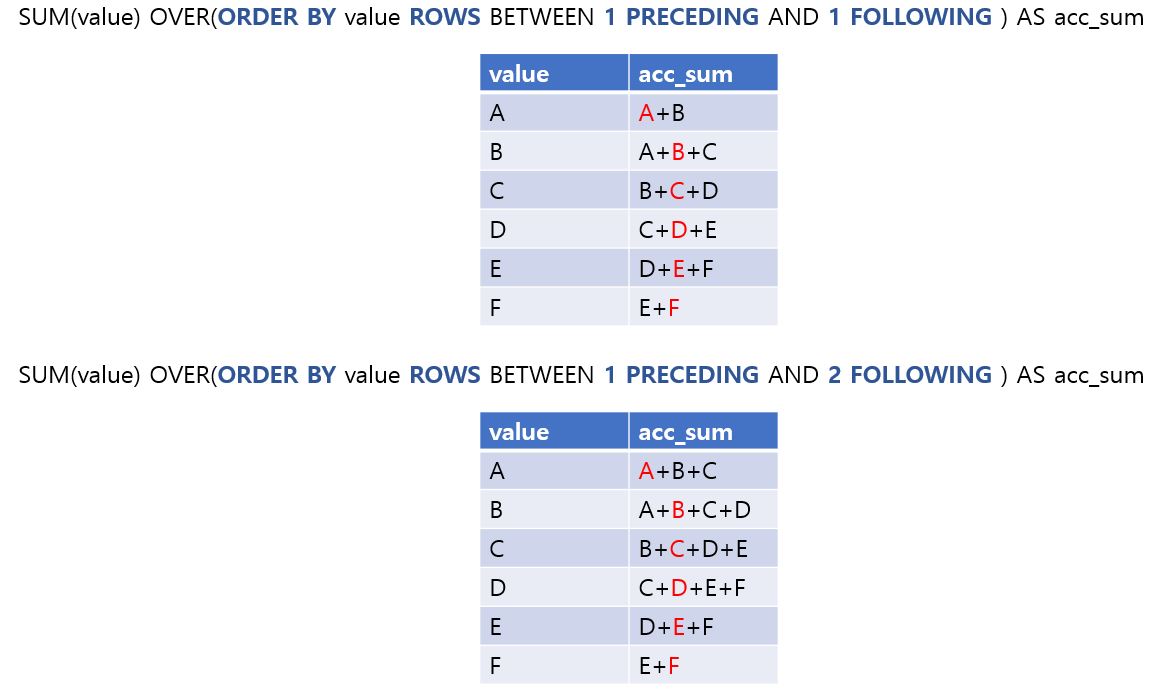 SUM(value) OVER(ORDER BY value ROWS BETWEEN 1 PRECEDING AND 1 FOLLOWING ) AS acc_sum
value acc_sum
A A+B
B A+B+C
C B+C+D
D C+D+E
E D+E+F
F E+F
SUM(value) OVER(ORDER BY value ROWS BETWEEN 1 PRECEDING AND 2 FOLLOWING ) AS acc_sum
value acc_sum
A A+B+C
B A+B+C+D
C B+C+D+E
D C+D+E+F
E D+E+F
F E+F